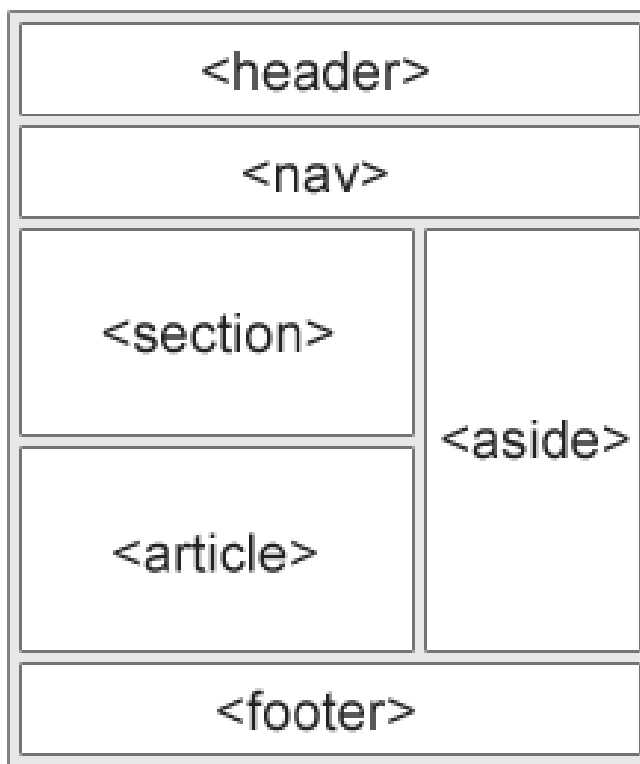 <header>
<nav>
<section>
<aside>
<article>
<footer>